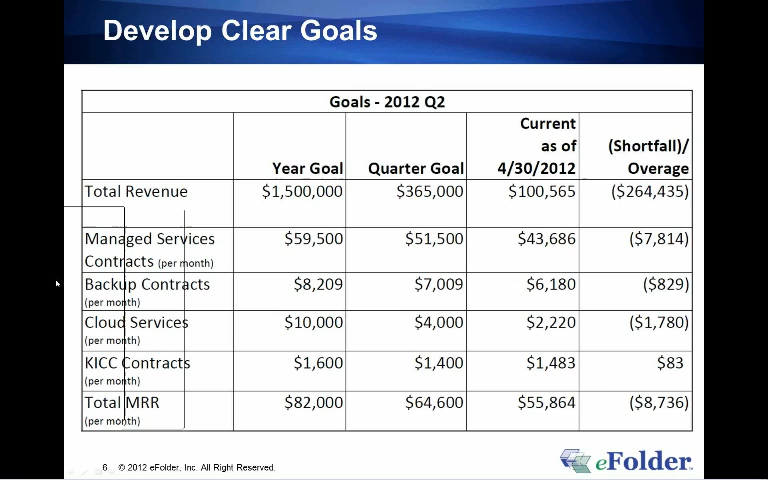 Develop Clear Goals
Goals - 2012 Q2
Year Goal Quarter Goal Current as of 4/30/2012 (Shortfall)/ Overage
Total Revenue $1,500,000 $365,000 $100,565 ($264,435)
Managed Services Contracts (per month) $59,500 $51,500 $43,686 ($7,814)
Backup Contracts (per month) $8,209 $7,009 $6,180 ($829)
Cloud Services (per month) $10,000 $4,000 $2,220 ($1,780)
KICC Contracts (per month) $1,600 $1,400 $1,483 $83
Total MRR (per month) $82,000 $64,600 $55,864 ($8,736)
6 © 2012 eFolder, Inc. All Right Reserved.
eFolder